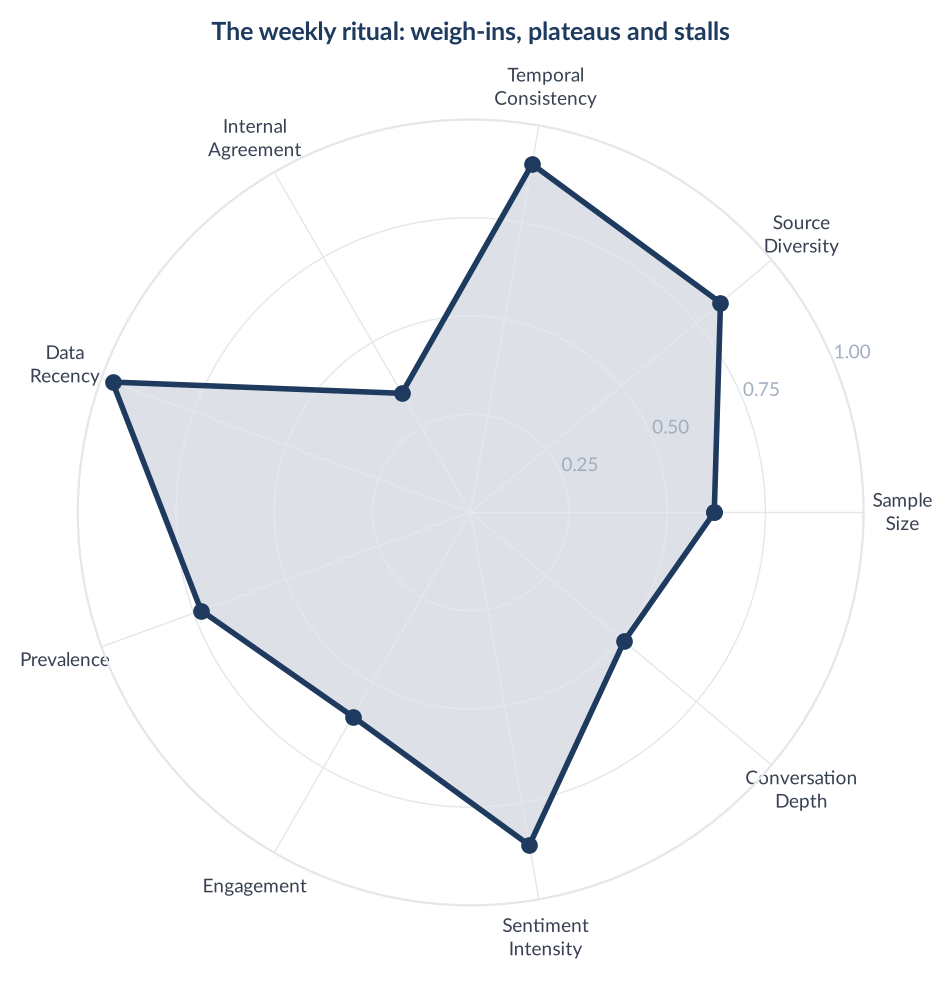 The weekly ritual: weigh-ins, plateaus and stalls
Temporal
Consistency
Internal
Agreement
Source
Diversity
Data
Recency
1.00
0.75
0.50
0.25
Sample
Size
Prevalence
Conversation
Depth
Engagement
Sentiment
Intensity